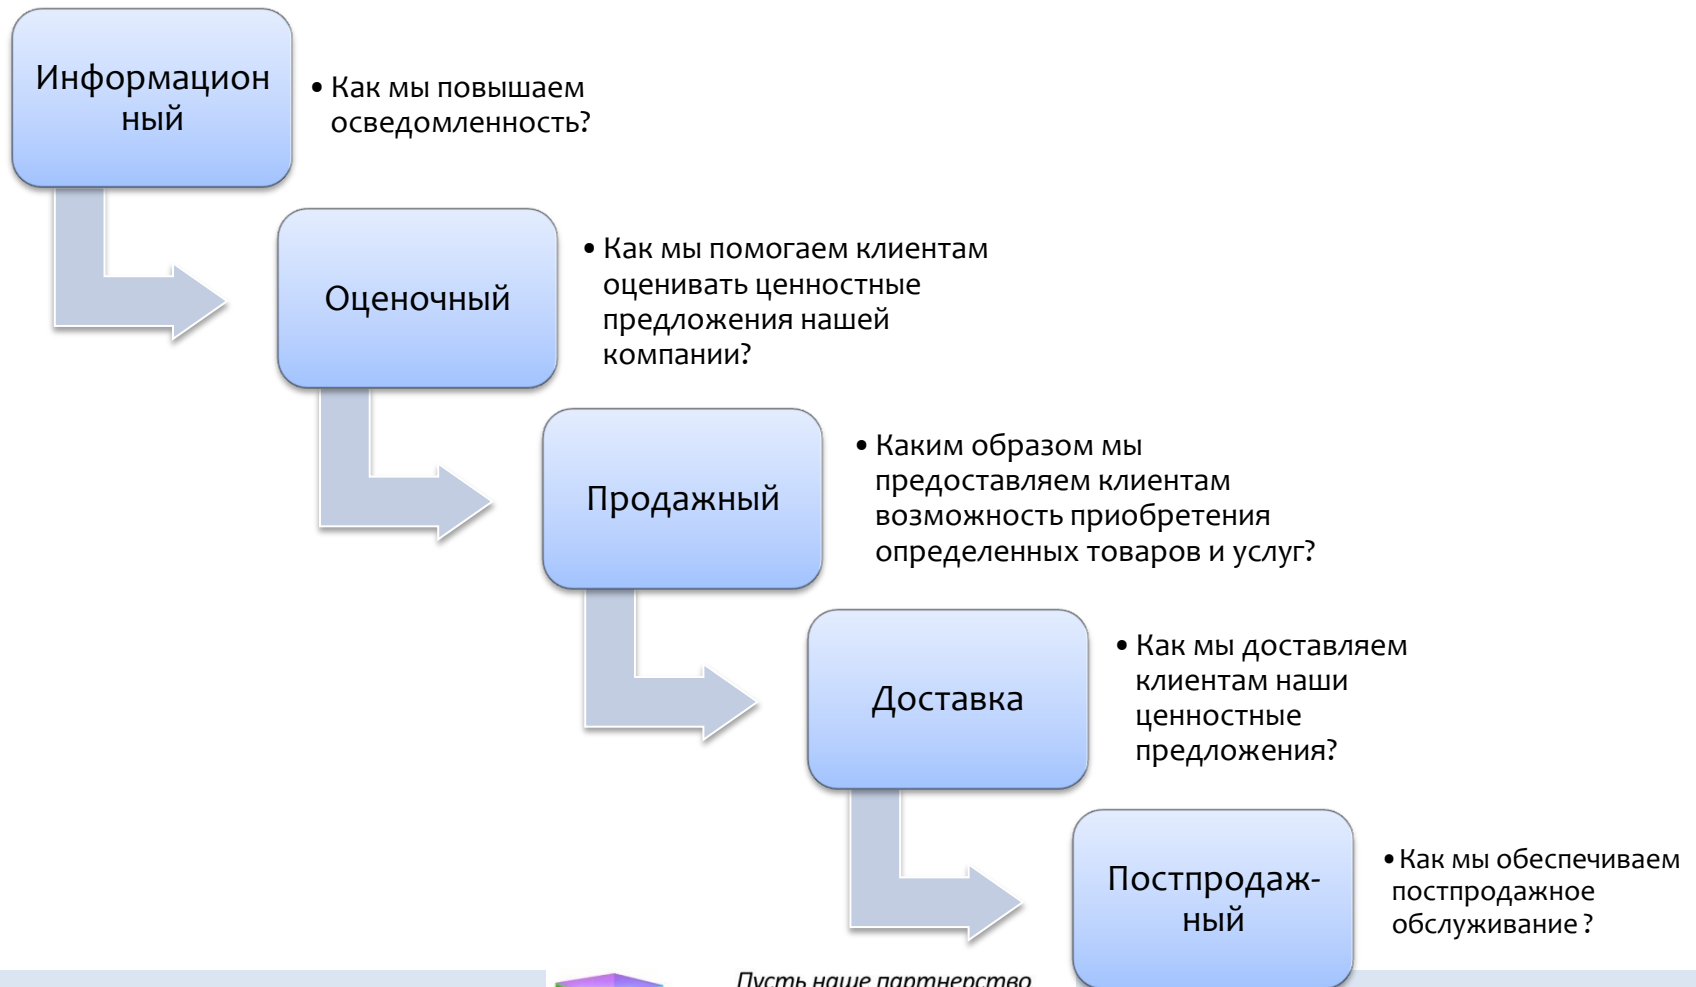 Информацион
ный
• Как мы повышаем
осведомленность?
Оценочный
• Как мы помогаем клиентам
оценивать ценностные
предложения нашей
компании?
Продажный
• Каким образом мы
предоставляем клиентам
возможность приобретения
определенных товаров и услуг?
Доставка
• Как мы доставляем
клиентам наши
ценностные
предложения?
Постпродаж-
ный
• Как мы обеспечиваем
постпродажное
обслуживание ?
Пусть наше партнерство